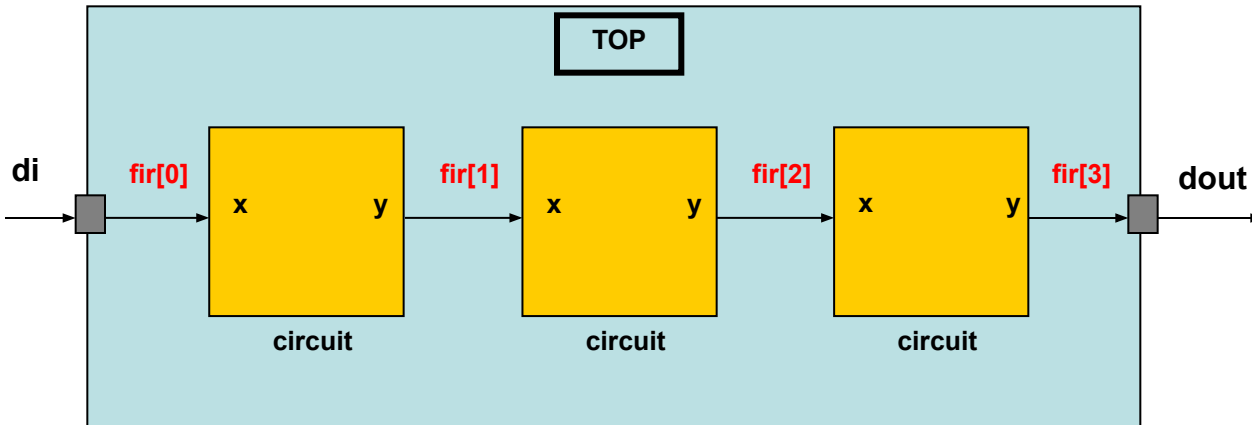 TOP
di
fir[0]
fir[1]
fir[2]
fir[3]
dout
x
y
x
y
x
y
circuit
circuit
circuit